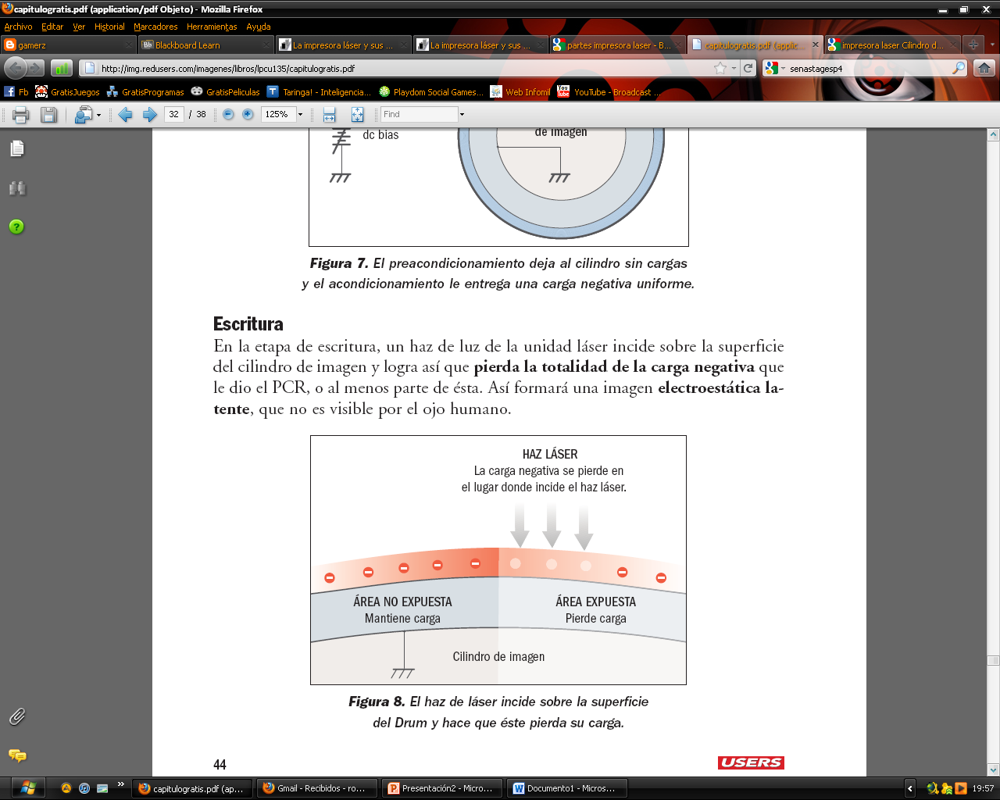 capitulogratis.pdf (application/pdf Objeto) - Mozilla Firefox
Archivo Editar Ver Historial Marcadores Herramientas Ayuda
gamerz
Blackboard Learn
La impresora láser y sus ...
La impresora láser y sus ...
partes impresora laser - B...
capitulogratis.pdf (applic...
impresora laser Cilindro d...
http://img.redusers.com/imagenes/libros/lpcu135/capitulogratis.pdf
senastagesp4
Fb GratisJuegos GratisProgramas GratisPeliculas Taringa! - Inteligencia... Playdom Social Games... Web Infomil YouTube - Broadcast ...
32 / 38 125% Find
dc bias
de imagen
Figura 7. El preacondicionamiento deja al cilindro sin cargas
y el acondicionamiento le entrega una carga negativa uniforme.
Escritura
En la etapa de escritura, un haz de luz de la unidad láser incide sobre la superficie
del cilindro de imagen y logra así que pierda la totalidad de la carga negativa que
le dio el PCR, o al menos parte de ésta. Así formará una imagen electroestática la-
tente, que no es visible por el ojo humano.
HAZ LÁSER
La carga negativa se pierde en
el lugar donde incide el haz láser.
ÁREA NO EXPUESTA
Mantiene carga
ÁREA EXPUESTA
Pierde carga
Cilindro de imagen
Figura 8. El haz de láser incide sobre la superficie
del Drum y hace que éste pierda su carga.
44
USERS
capitulogratis.pdf (ap...
Gmail - Recibidos - ro...
Presentación2 - Micro...
Documento1 - Micros...
19:57